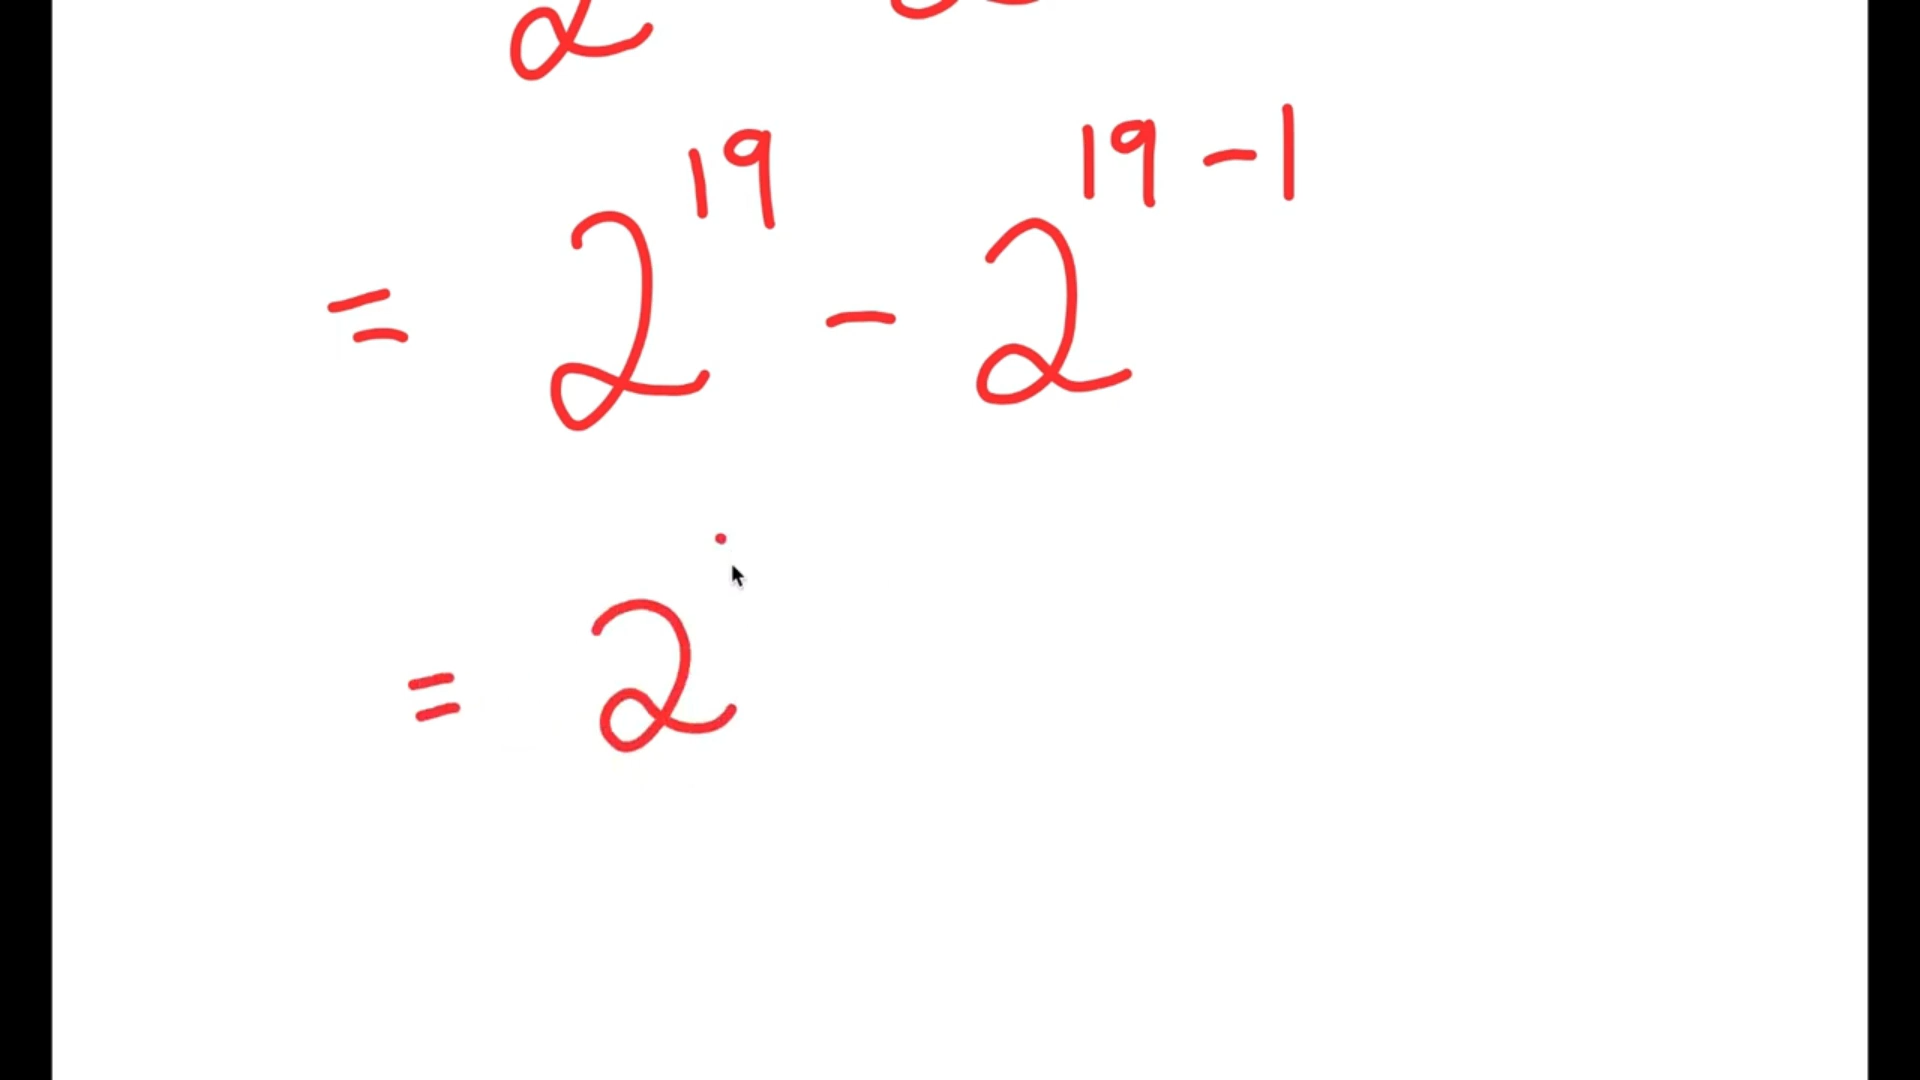 = 2^19 - 2^19-1
= 2